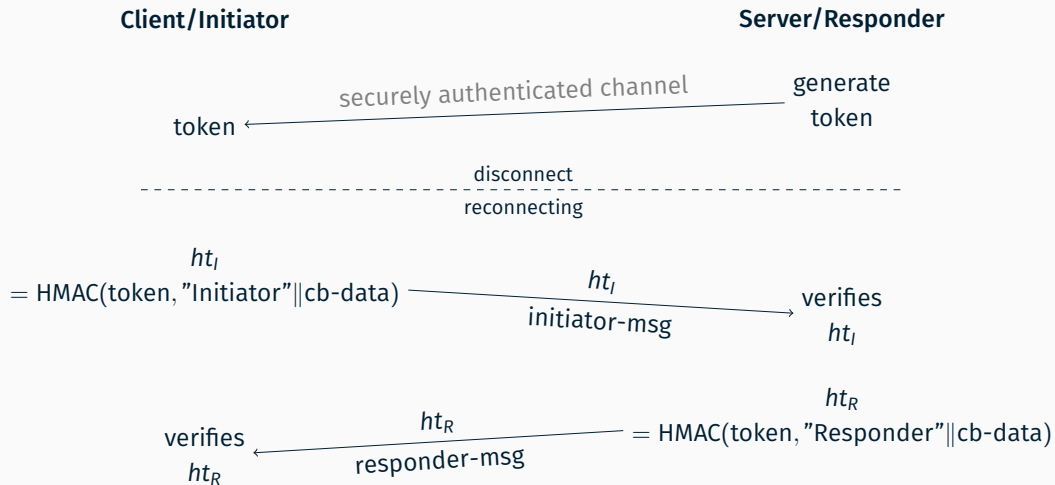 Client/Initiator
Server/Responder
securely authenticated channel
generate
token
token
disconnect
reconnecting
ht_I
= HMAC(token, ”Initiator”∥cb-data)
ht_I
initiator-msg
verifies
ht_I
ht_R
= HMAC(token, ”Responder”∥cb-data)
ht_R
responder-msg
verifies
ht_R